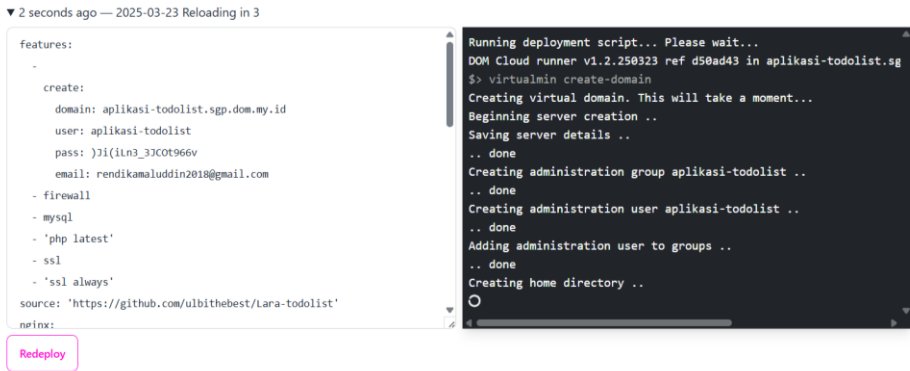 ▼ 2 seconds ago — 2025-03-23 Reloading in 3
features:
-
create:
domain: aplikasi-todolist.sgp.dom.my.id
user: aplikasi-todolist
pass: )Ji(iLn3_3JCOt966v
email: rendikamaluddin2018@gmail.com
- firewall
- mysql
- 'php latest'
- ssl
- 'ssl always'
source: 'https://github.com/ulbithebest/Lara-todolist'
nginx:
Running deployment script... Please wait...
DOM Cloud runner v1.2.250323 ref d50ad43 in aplikasi-todolist.sg
$> virtualmin create-domain
Creating virtual domain. This will take a moment...
Beginning server creation ..
Saving server details ..
.. done
Creating administration group aplikasi-todolist ..
.. done
Creating administration user aplikasi-todolist ..
.. done
Adding administration user to groups ..
.. done
Creating home directory ..
Redeploy